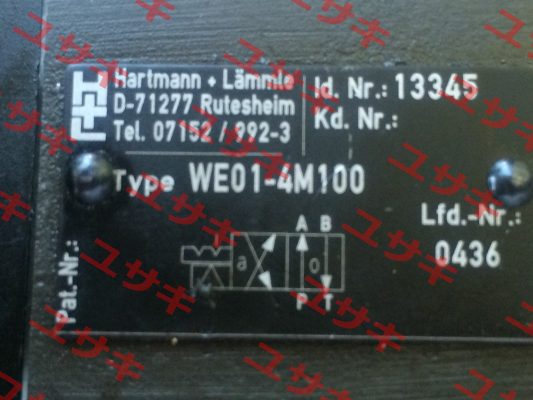 Hartmann + Lämmle
D-71277 Rutesheim
Tel. 07152 / 992-3
Id. Nr.: 13345
Kd. Nr.:
Type WE01-4M100
Lfd.-Nr.:
0436
Pat.-Nr.:
A B
a o
P T
ユサキ